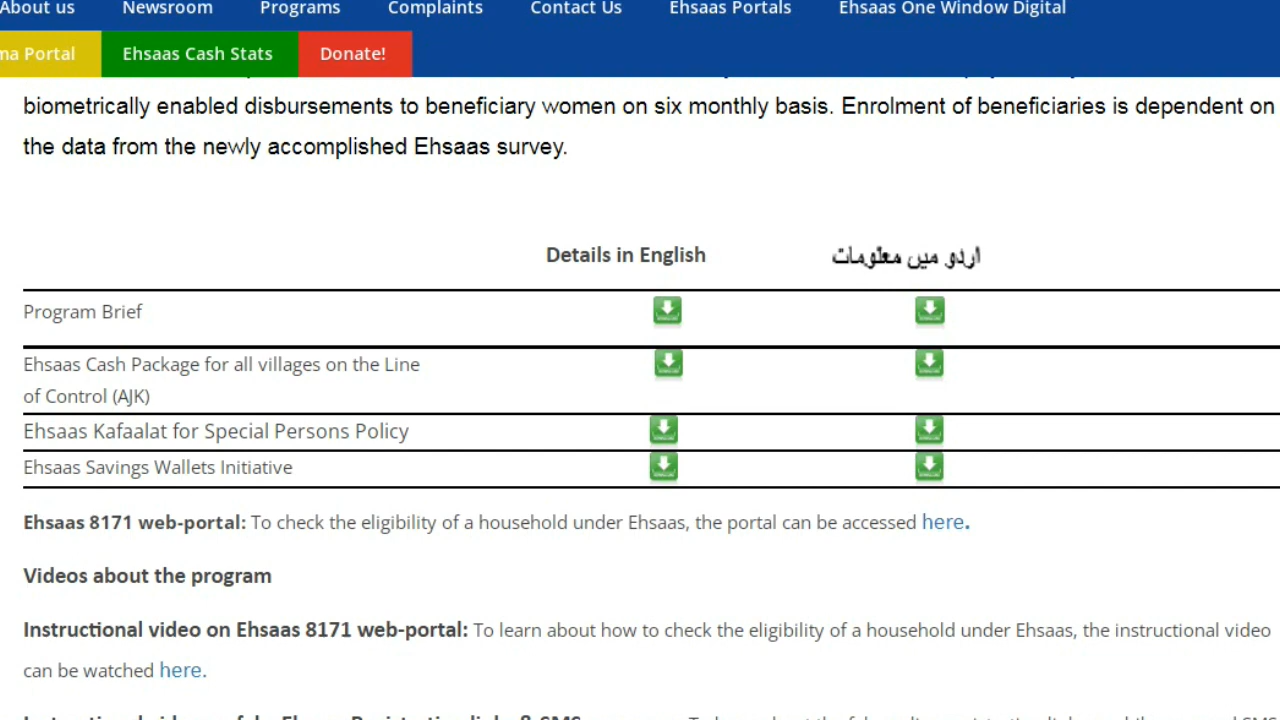 About us Newsroom Programs Complaints Contact Us Ehsaas Portals Ehsaas One Window Digital
ma Portal Ehsaas Cash Stats Donate!
biometrically enabled disbursements to beneficiary women on six monthly basis. Enrolment of beneficiaries is dependent on
the data from the newly accomplished Ehsaas survey.
Details in English اردو میں معلومات
Program Brief
Ehsaas Cash Package for all villages on the Line
of Control (AJK)
Ehsaas Kafaalat for Special Persons Policy
Ehsaas Savings Wallets Initiative
Ehsaas 8171 web-portal: To check the eligibility of a household under Ehsaas, the portal can be accessed here.
Videos about the program
Instructional video on Ehsaas 8171 web-portal: To learn about how to check the eligibility of a household under Ehsaas, the instructional video
can be watched here.